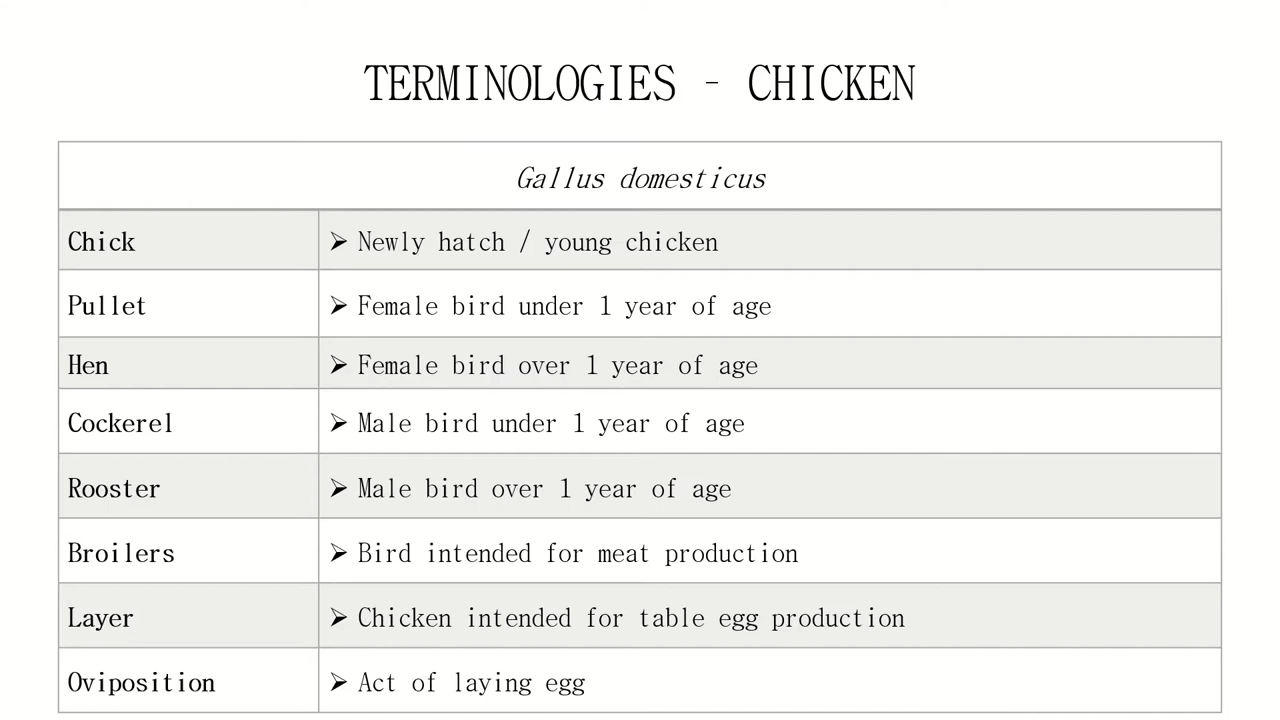 TERMINOLOGIES - CHICKEN
Gallus domesticus
Chick ➢ Newly hatch / young chicken
Pullet ➢ Female bird under 1 year of age
Hen ➢ Female bird over 1 year of age
Cockerel ➢ Male bird under 1 year of age
Rooster ➢ Male bird over 1 year of age
Broilers ➢ Bird intended for meat production
Layer ➢ Chicken intended for table egg production
Oviposition ➢ Act of laying egg